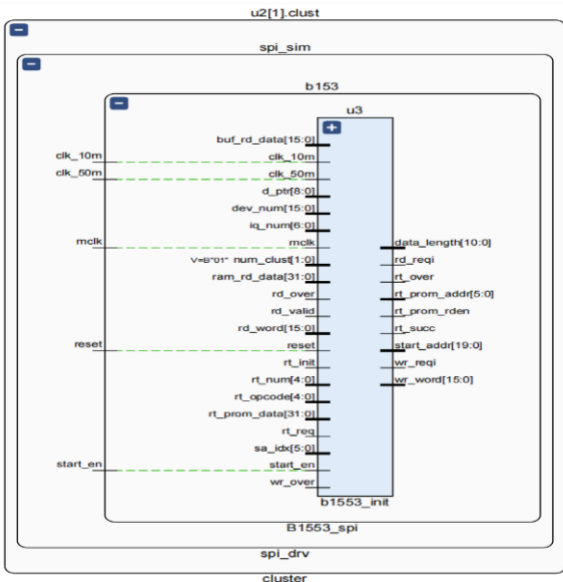 u2[1].clust
spi_sim
b153
u3
buf_rd_data[15:0]
clk_10m clk_10m
clk_50m clk_50m
d_ptr[8:0]
dev_num[15:0]
iq_num[6:0]
mclk mclk data_length[10:0]
V=B"01" num_clust[1:0] rd_reqi
ram_rd_data[31:0] rt_over
rd_over rt_prom_addr[5:0]
rd_valid rt_prom_rden
rd_word[15:0] rt_succ
reset reset start_addr[19:0]
rt_init wr_reqi
rt_num[4:0] wr_word[15:0]
rt_opcode[4:0]
rt_prom_data[31:0]
rt_req
sa_idx[5:0]
start_en start_en
wr_over
b1553_init
B1553_spi
spi_drv
cluster